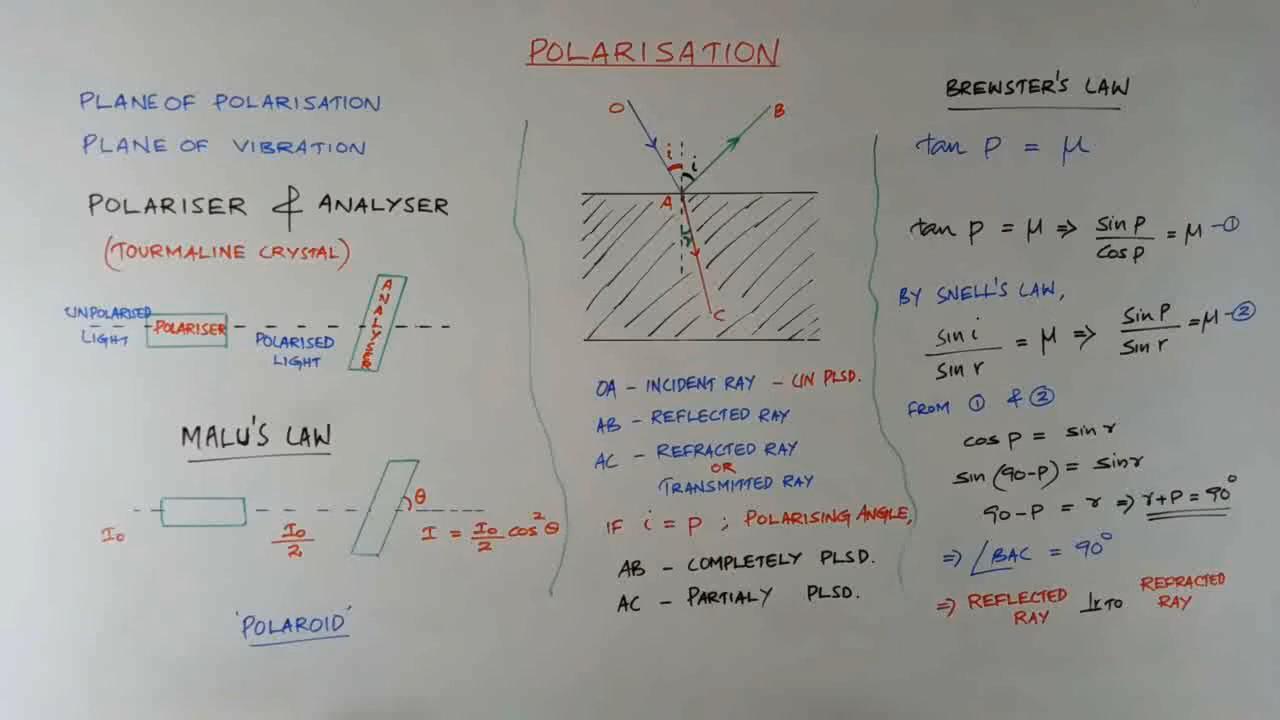 POLARISATION
PLANE OF POLARISATION
PLANE OF VIBRATION
POLARISER & ANALYSER
(TOURMALINE CRYSTAL)
UNPOLARISED
LIGHT
POLARISER
POLARISED
LIGHT
ANALYSER
MALU'S LAW
I₀
I₀/2
θ
I = I₀/2 cos²θ
'POLAROID'
O
B
i
i
A
r
C
OA – INCIDENT RAY – UN PLSD.
AB – REFLECTED RAY
AC – REFRACTED RAY
OR
TRANSMITTED RAY
IF i = P ; POLARISING ANGLE,
AB – COMPLETELY PLSD.
AC – PARTIALY PLSD.
BREWSTER'S LAW
tan P = μ
tan P = μ ⇒ sin P/cos P = μ –①
BY SNELL'S LAW,
sin i/sin r = μ ⇒ sin P/sin r = μ –②
FROM ① & ②
cos P = sin r
sin (90-P) = sin r
90-P = r ⇒ r+P = 90°
⇒ ∠BAC = 90°
⇒ REFLECTED RAY ⊥r TO REFRACTED RAY